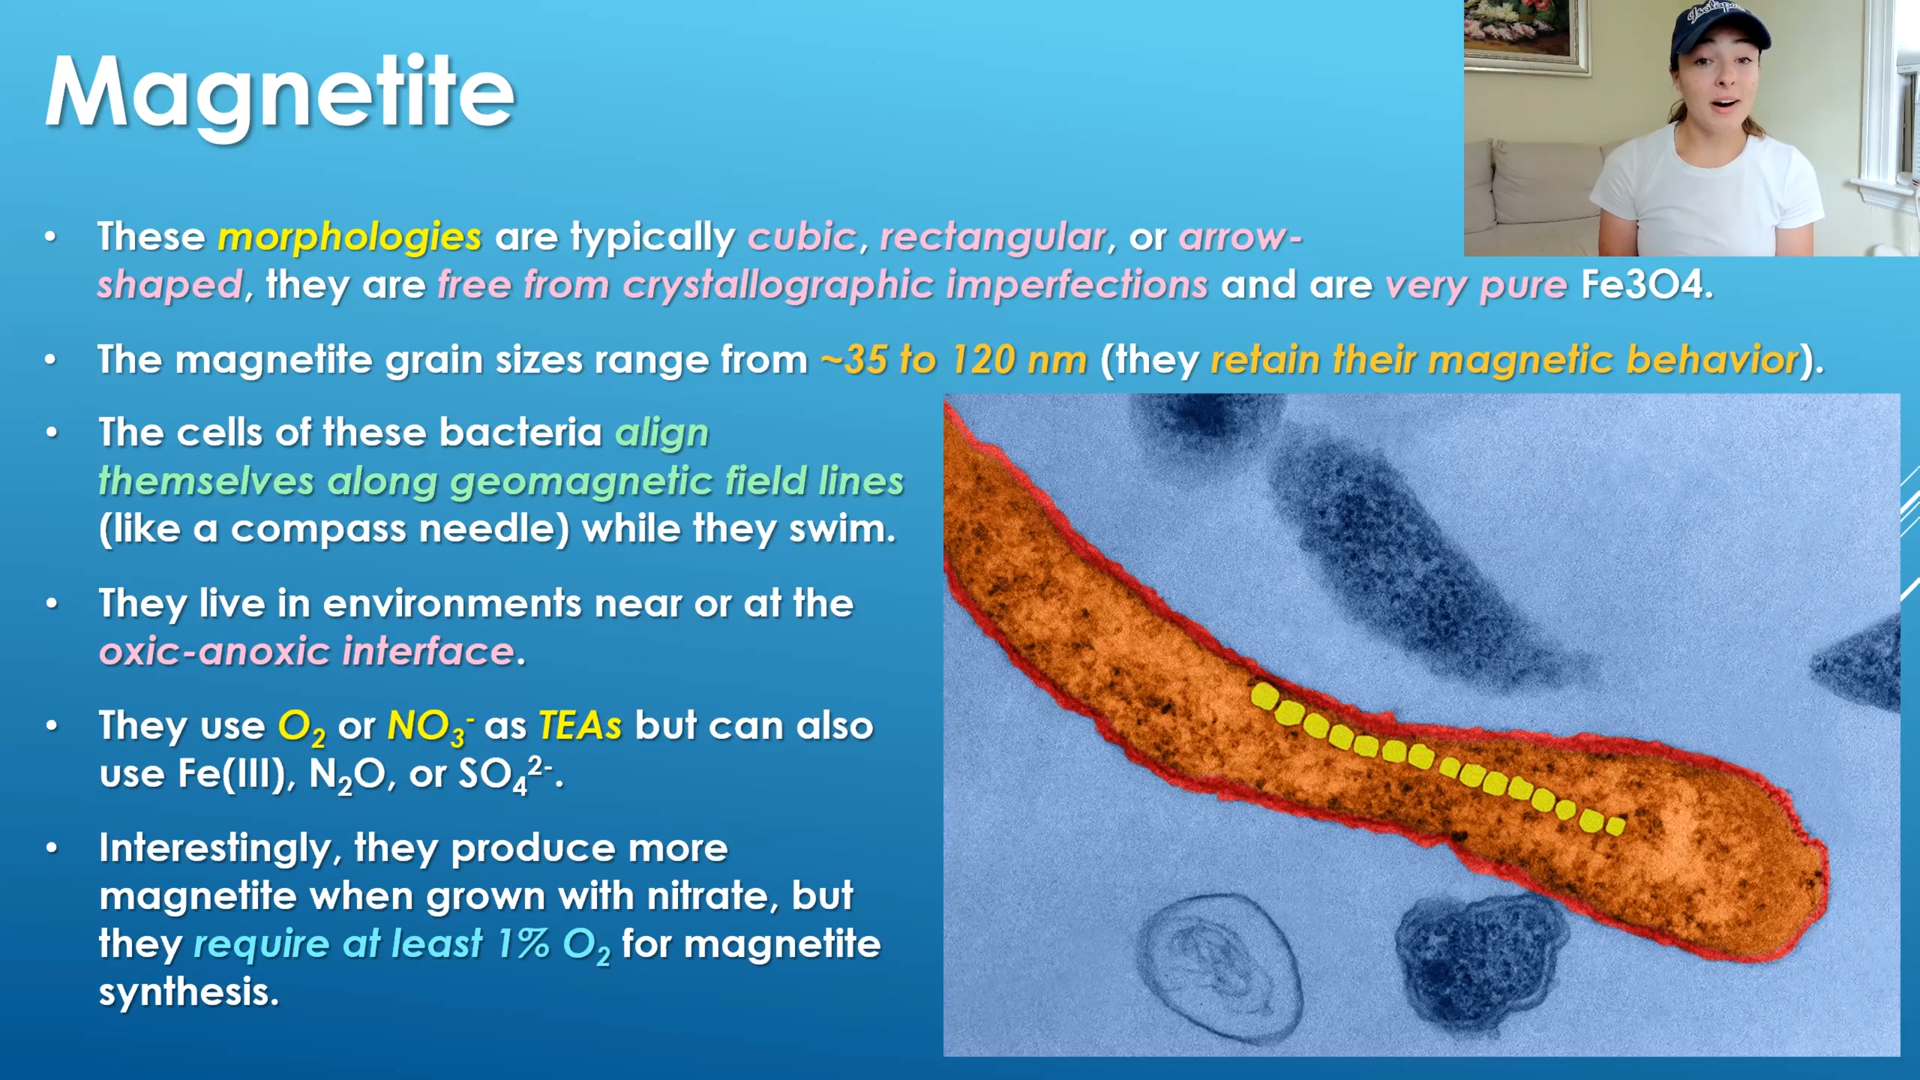 Magnetite
• These morphologies are typically cubic, rectangular, or arrow-
shaped, they are free from crystallographic imperfections and are very pure Fe3O4.
• The magnetite grain sizes range from ~35 to 120 nm (they retain their magnetic behavior).
• The cells of these bacteria align
themselves along geomagnetic field lines
(like a compass needle) while they swim.
• They live in environments near or at the
oxic-anoxic interface.
• They use O₂ or NO₃⁻ as TEAs but can also
use Fe(III), N₂O, or SO₄²⁻.
• Interestingly, they produce more
magnetite when grown with nitrate, but
they require at least 1% O₂ for magnetite
synthesis.